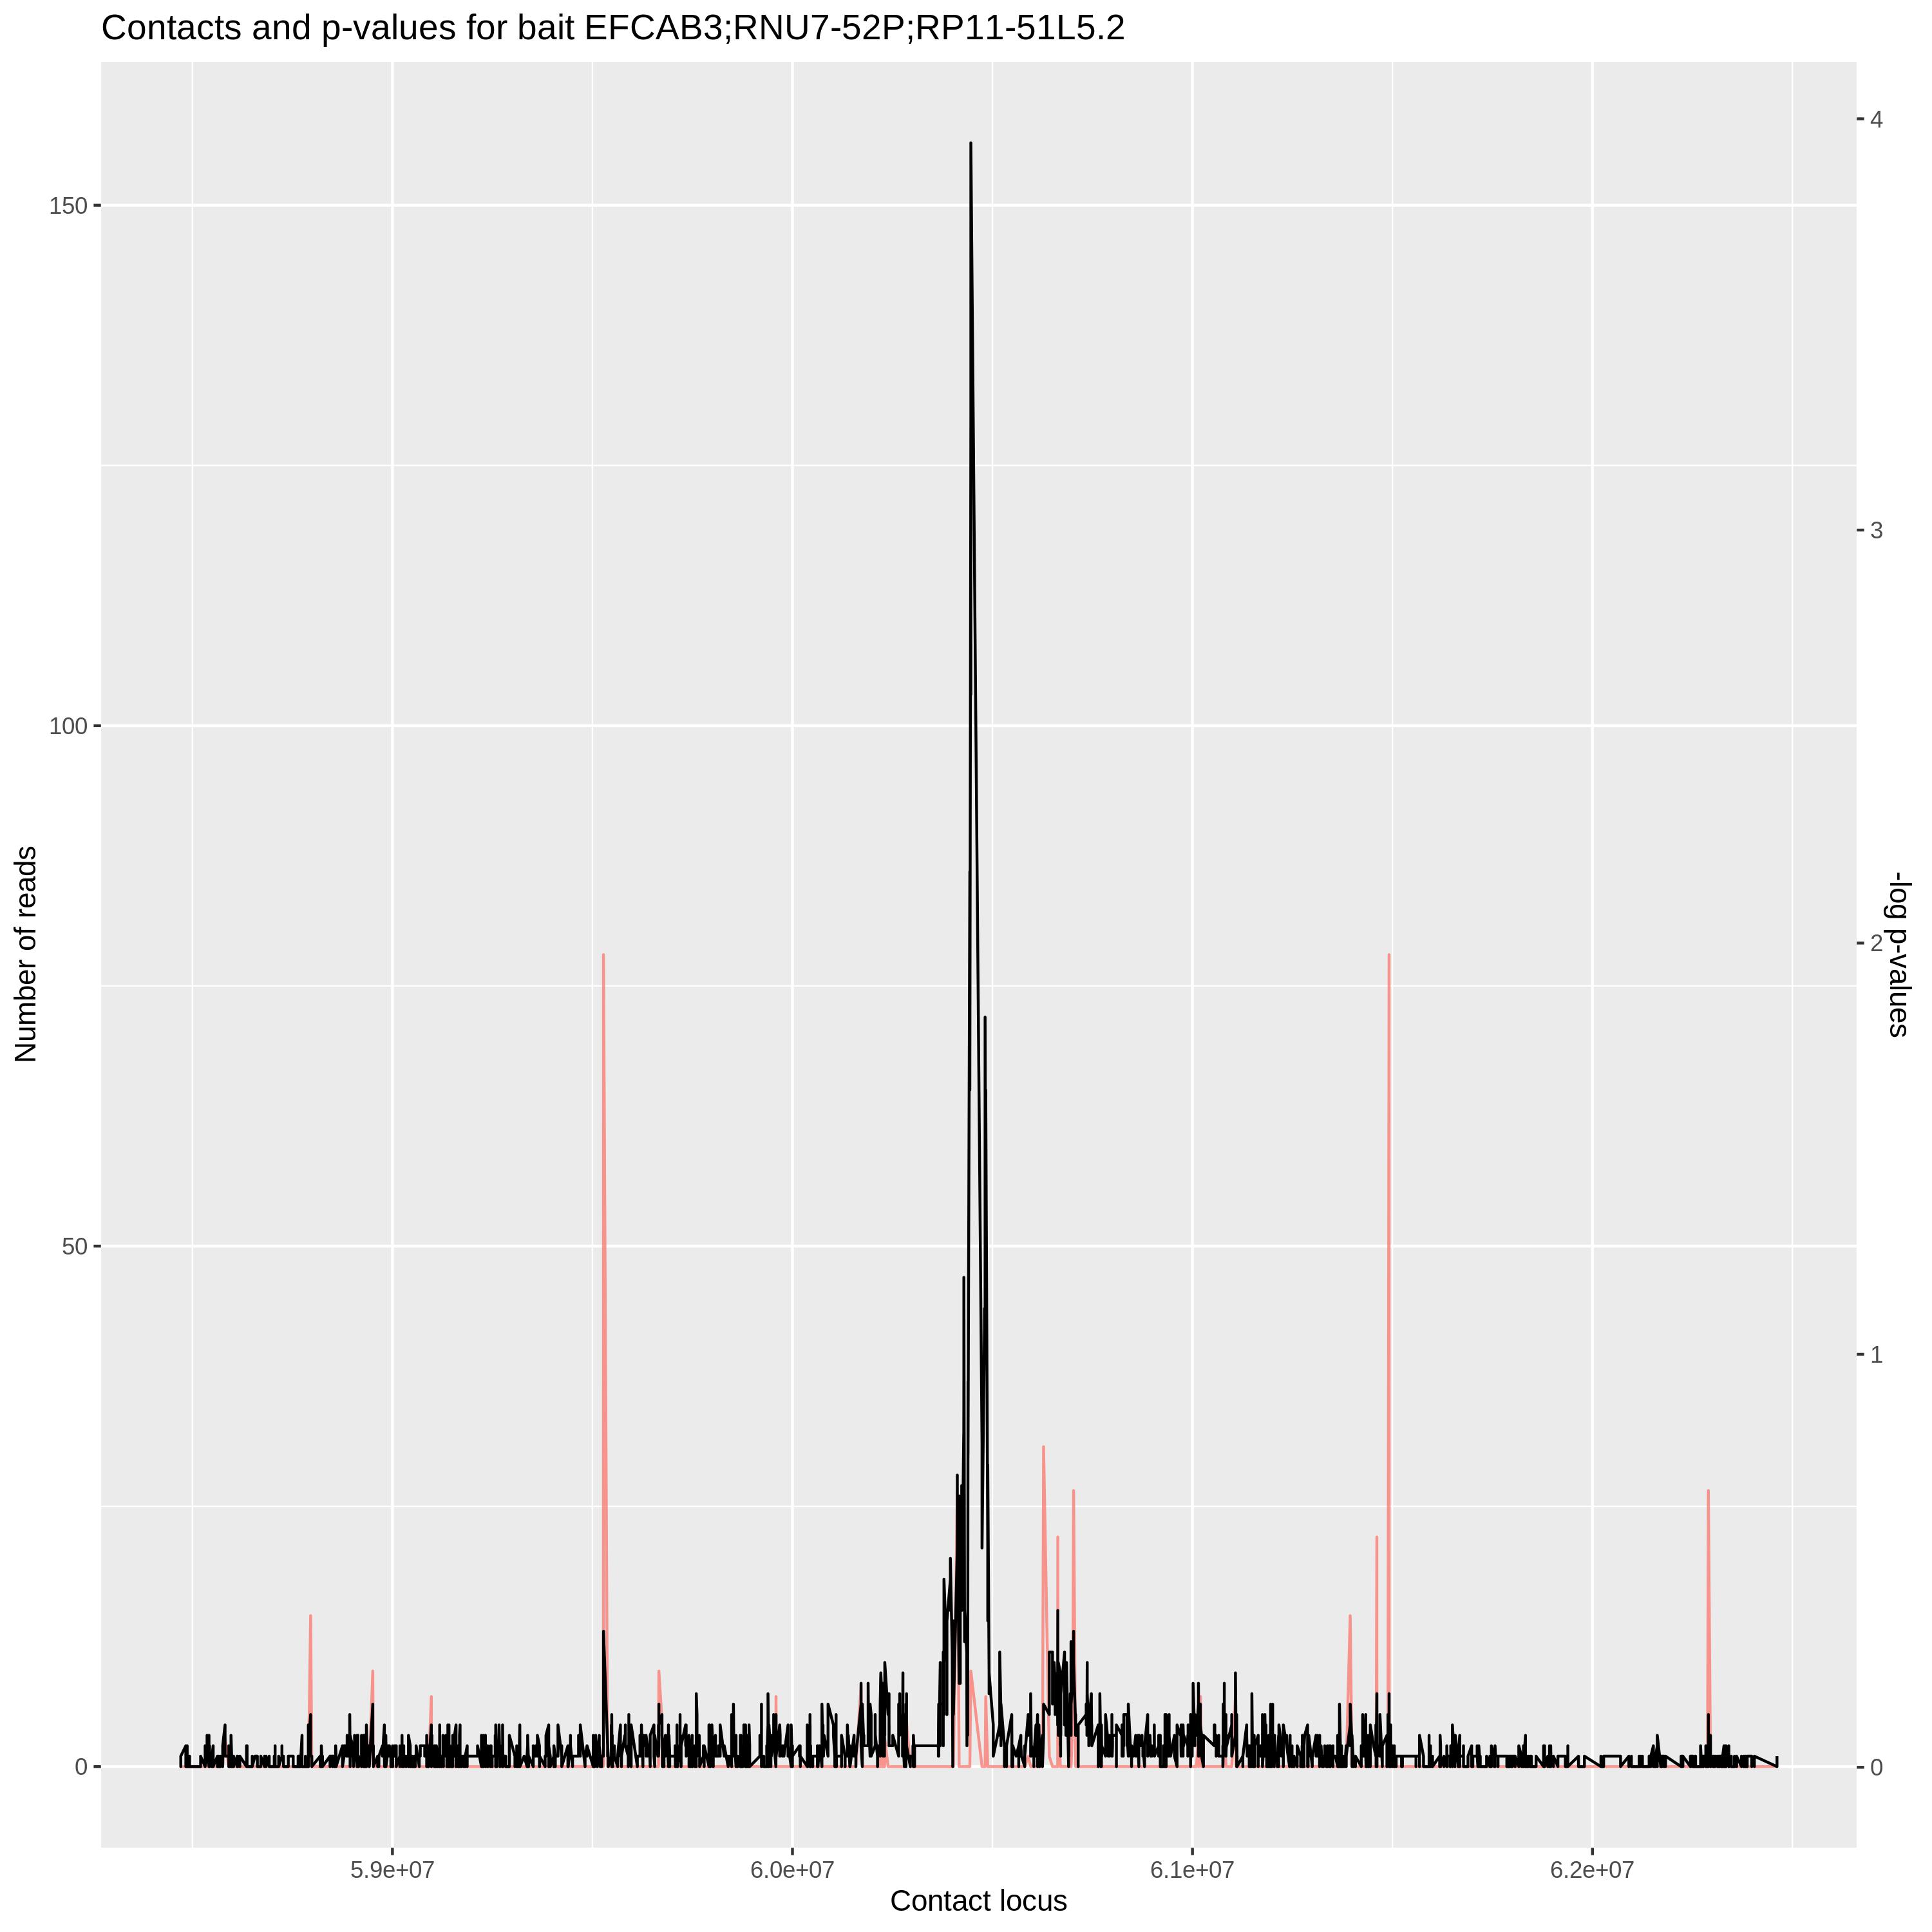 Contacts and p-values for bait EFCAB3;RNU7-52P;RP11-51L5.2
Number of reads
150
100
50
0
4
3
2
1
0
-log p-values
5.9e+07 6.0e+07 6.1e+07 6.2e+07
Contact locus